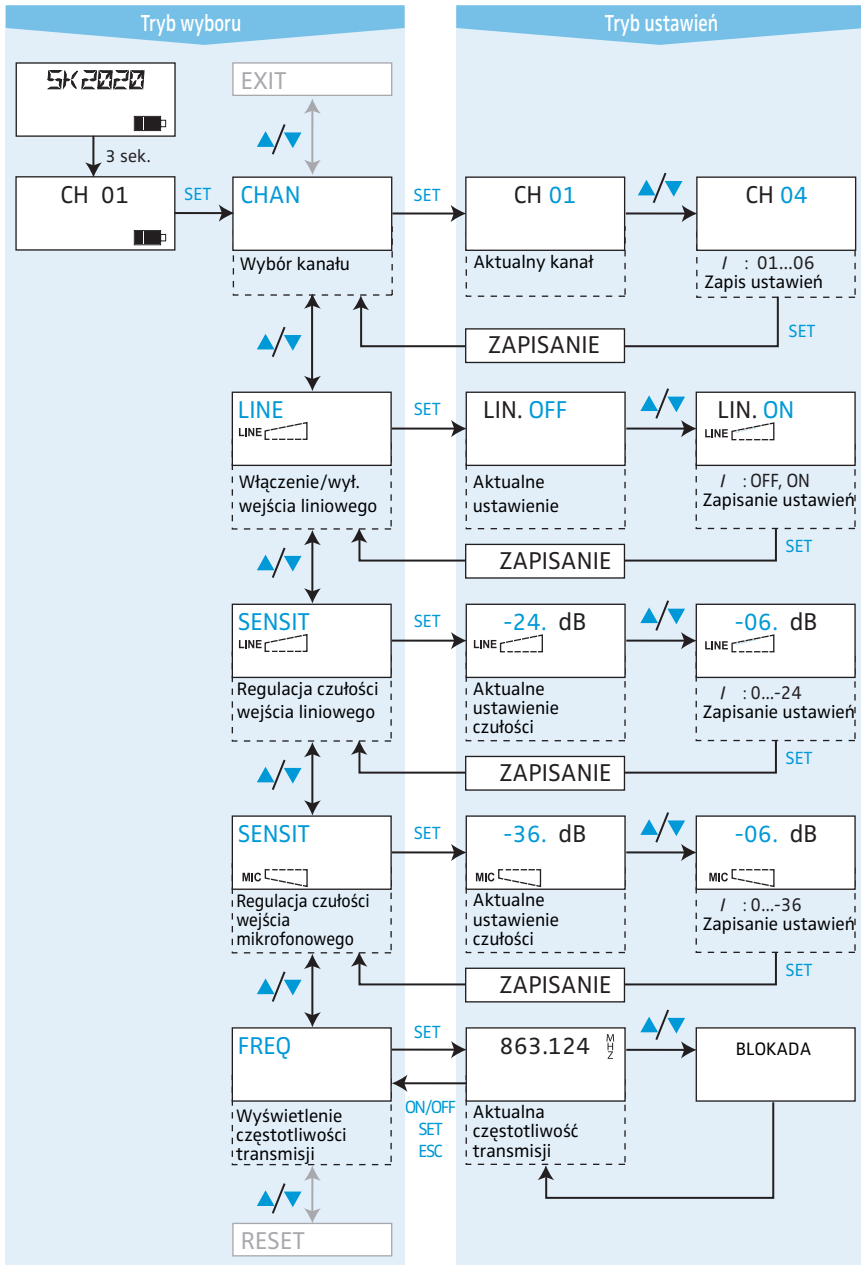 Tryb wyboru
Tryb ustawień
SK2020
3 sek.
CH 01
SET
EXIT
▲/▼
CHAN
Wybór kanału
SET
CH 01
Aktualny kanał
▲/▼
CH 04
/ : 01...06
Zapis ustawień
SET
ZAPISANIE
▲/▼
LINE
LINE
Włączenie/wył.
wejścia liniowego
SET
LIN. OFF
Aktualne
ustawienie
▲/▼
LIN. ON
LINE
/ : OFF, ON
Zapisanie ustawień
SET
ZAPISANIE
▲/▼
SENSIT
LINE
Regulacja czułości
wejścia liniowego
SET
-24. dB
LINE
Aktualne
ustawienie
czułości
▲/▼
-06. dB
LINE
/ : 0...-24
Zapisanie ustawień
SET
ZAPISANIE
▲/▼
SENSIT
MIC
Regulacja czułości
wejścia
mikrofonowego
SET
-36. dB
MIC
Aktualne
ustawienie
czułości
▲/▼
-06. dB
MIC
/ : 0...-36
Zapisanie ustawień
SET
ZAPISANIE
▲/▼
FREQ
Wyświetlenie
częstotliwości
transmisji
SET
ON/OFF
SET
ESC
863.124 MHZ
Aktualna
częstotliwość
transmisji
▲/▼
BLOKADA
▲/▼
RESET